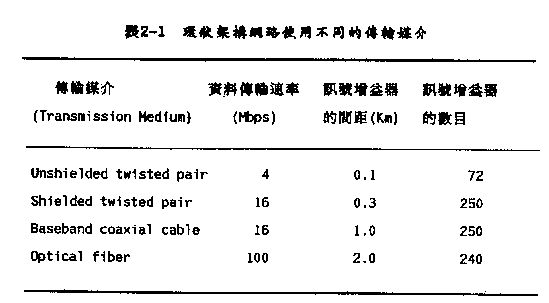 表2-1 環狀架構網路使用不同的傳輸媒介
傳輸媒介 資料傳輸速率 訊號增益器 訊號增益器
(Transmission Medium) (Mbps) 的間距(Km) 的數目
Unshielded twisted pair 4 0.1 72
Shielded twisted pair 16 0.3 250
Baseband coaxial cable 16 1.0 250
Optical fiber 100 2.0 240